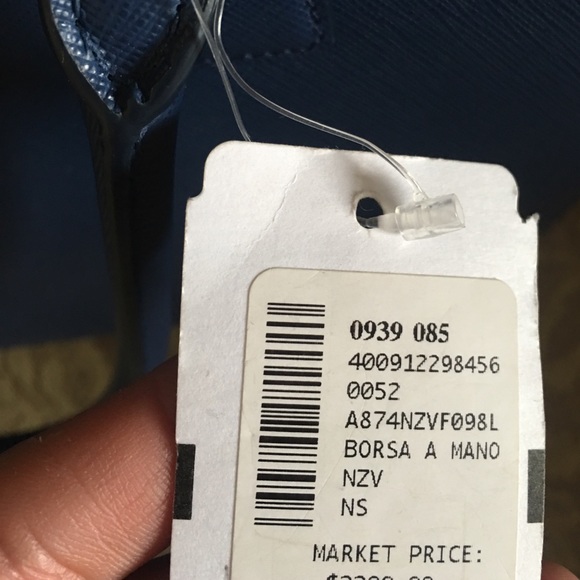 0939 085
400912298456
0052
A874NZVF098L
BORSA A MANO
NZV
NS
MARKET PRICE: